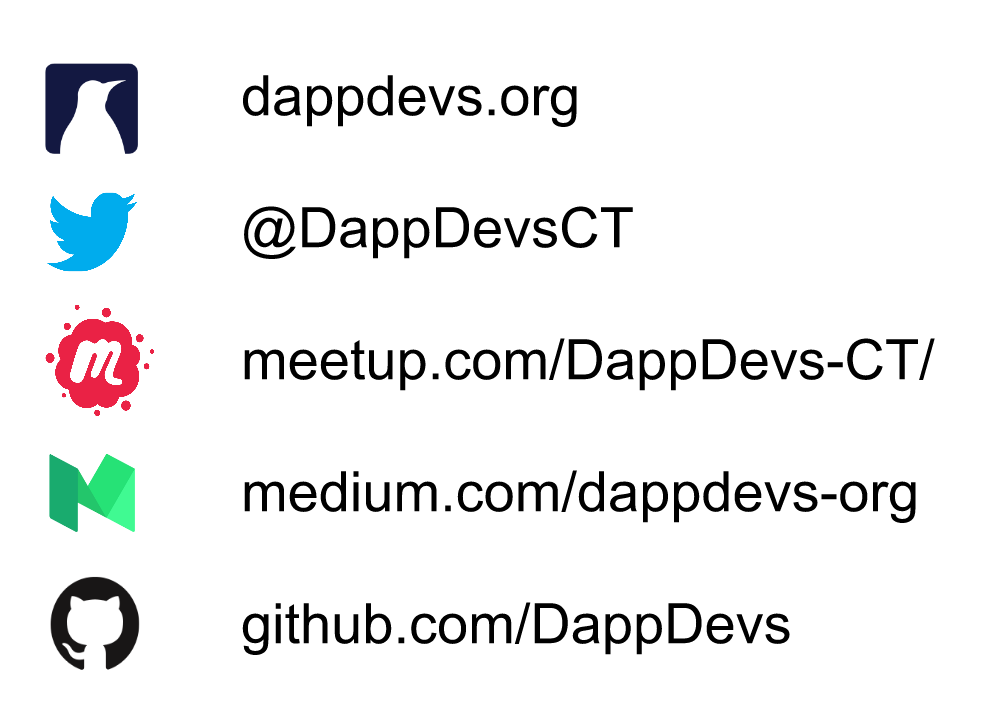 dappdevs.org
@DappDevsCT
m
meetup.com/DappDevs-CT/
medium.com/dappdevs-org
github.com/DappDevs